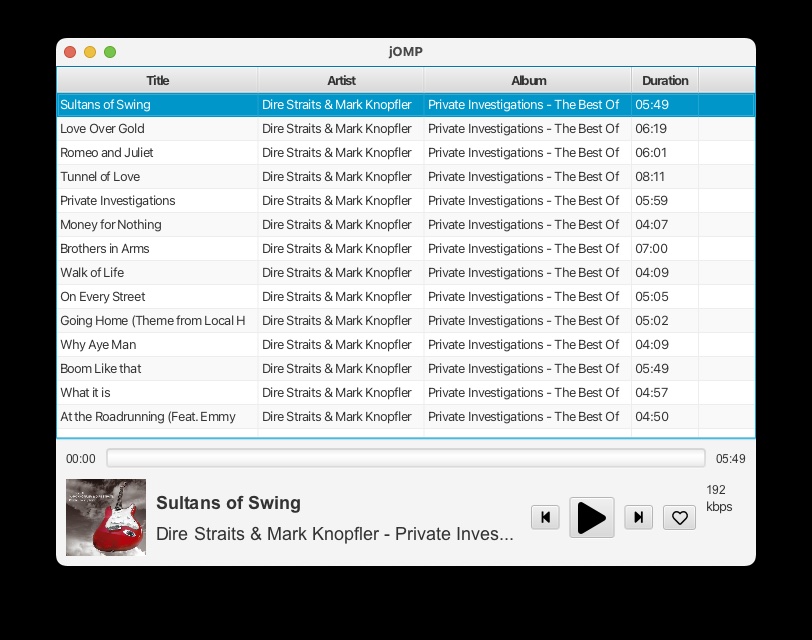 jOMP
Title Artist Album Duration
Sultans of Swing Dire Straits & Mark Knopfler Private Investigations - The Best Of 05:49
Love Over Gold Dire Straits & Mark Knopfler Private Investigations - The Best Of 06:19
Romeo and Juliet Dire Straits & Mark Knopfler Private Investigations - The Best Of 06:01
Tunnel of Love Dire Straits & Mark Knopfler Private Investigations - The Best Of 08:11
Private Investigations Dire Straits & Mark Knopfler Private Investigations - The Best Of 05:59
Money for Nothing Dire Straits & Mark Knopfler Private Investigations - The Best Of 04:07
Brothers in Arms Dire Straits & Mark Knopfler Private Investigations - The Best Of 07:00
Walk of Life Dire Straits & Mark Knopfler Private Investigations - The Best Of 04:09
On Every Street Dire Straits & Mark Knopfler Private Investigations - The Best Of 05:05
Going Home (Theme from Local H Dire Straits & Mark Knopfler Private Investigations - The Best Of 05:02
Why Aye Man Dire Straits & Mark Knopfler Private Investigations - The Best Of 04:09
Boom Like that Dire Straits & Mark Knopfler Private Investigations - The Best Of 05:49
What it is Dire Straits & Mark Knopfler Private Investigations - The Best Of 04:57
At the Roadrunning (Feat. Emmy Dire Straits & Mark Knopfler Private Investigations - The Best Of 04:50
00:00 05:49
Sultans of Swing
Dire Straits & Mark Knopfler - Private Inves...
192
kbps